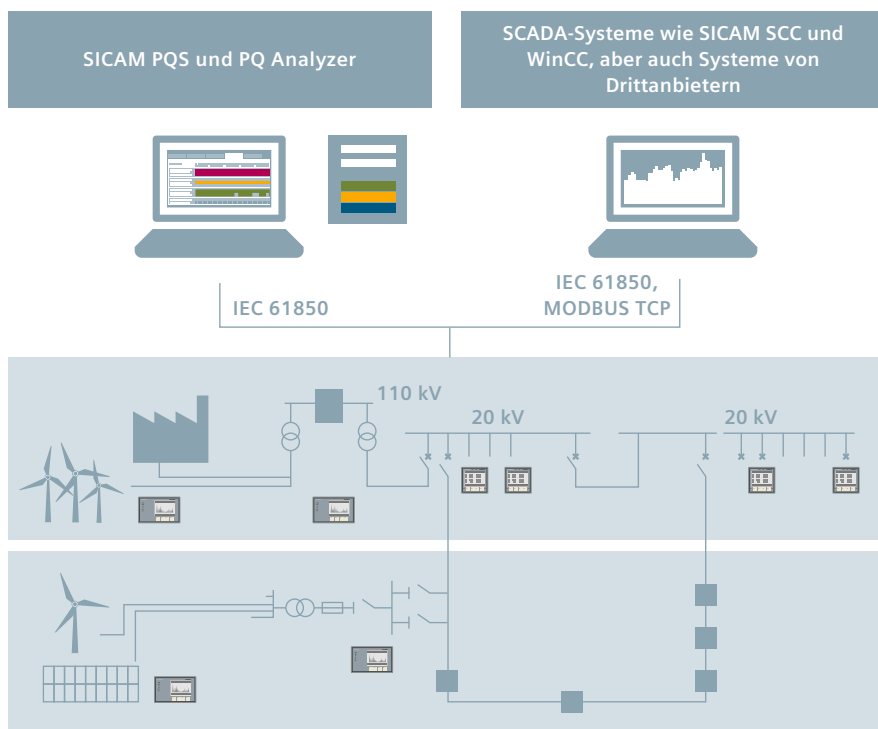 SICAM PQS und PQ Analyzer
SCADA-Systeme wie SICAM SCC und
WinCC, aber auch Systeme von
Drittanbietern
IEC 61850
IEC 61850,
MODBUS TCP
110 kV
20 kV
20 kV